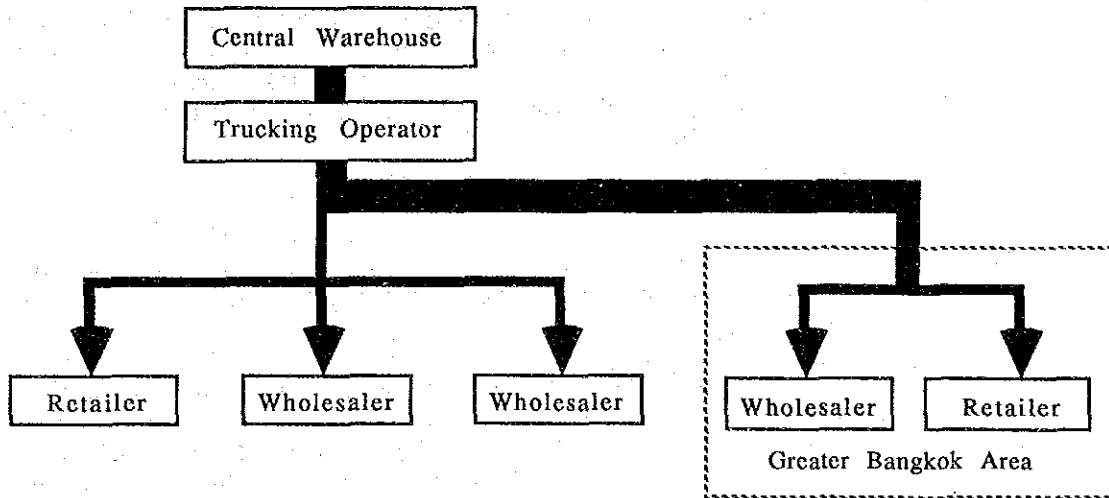 Central Warehouse
Trucking Operator
Retailer
Wholesaler
Wholesaler
Wholesaler
Retailer
Greater Bangkok Area